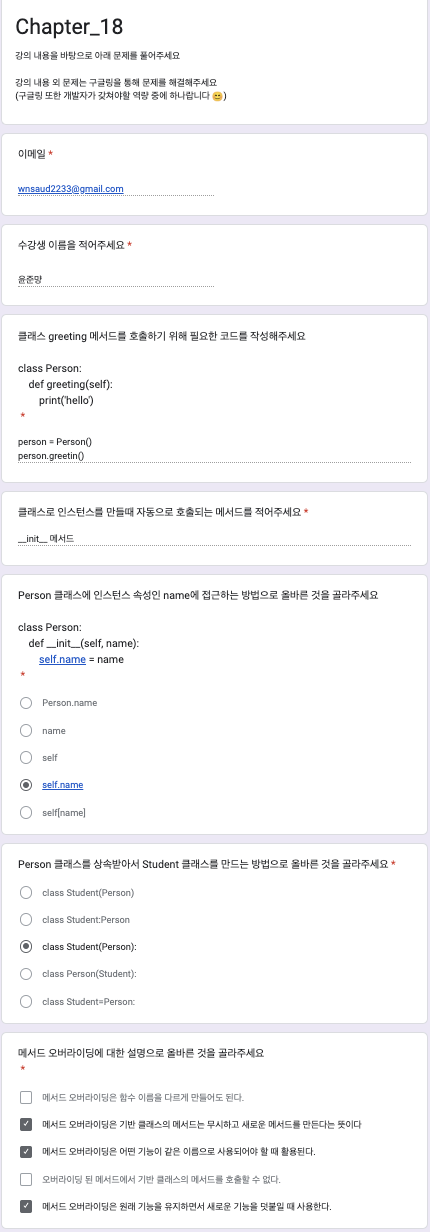 Chapter_18
강의 내용을 바탕으로 아래 문제를 풀어주세요
강의 내용 외 문제는 구글링을 통해 문제를 해결해주세요
(구글링 또한 개발자가 갖쳐야할 역량 중에 하나랍니다 😊)
이메일 *
wnsaud2233@gmail.com
수강생 이름을 적어주세요 *
윤준먕
클래스 greeting 메서드를 호출하기 위해 필요한 코드를 작성해주세요
class Person:
def greeting(self):
print('hello')
*
person = Person()
person.greetin()
클래스로 인스턴스를 만들때 자동으로 호출되는 메서드를 적어주세요 *
__init__ 메서드
Person 클래스에 인스턴스 속성인 name에 접근하는 방법으로 올바른 것을 골라주세요
class Person:
def __init__(self, name):
self.name = name
*
Person.name
name
self
self.name
self[name]
Person 클래스를 상속받아서 Student 클래스를 만드는 방법으로 올바른 것을 골라주세요 *
class Student(Person)
class Student:Person
class Student(Person):
class Person(Student):
class Student=Person:
메서드 오버라이딩에 대한 설명으로 올바른 것을 골라주세요
*
메서드 오버라이딩은 함수 이름을 다르게 만들어도 된다.
메서드 오버라이딩은 기반 클래스의 메서드는 무시하고 새로운 메서드를 만든다는 뜻이다
메서드 오버라이딩은 어떤 기능이 같은 이름으로 사용되어야 할 때 활용된다.
오버라이딩 된 메서드에서 기반 클래스의 메서드를 호출할 수 없다.
메서드 오버라이딩은 원래 기능을 유지하면서 새로운 기능을 덧붙일 때 사용한다.